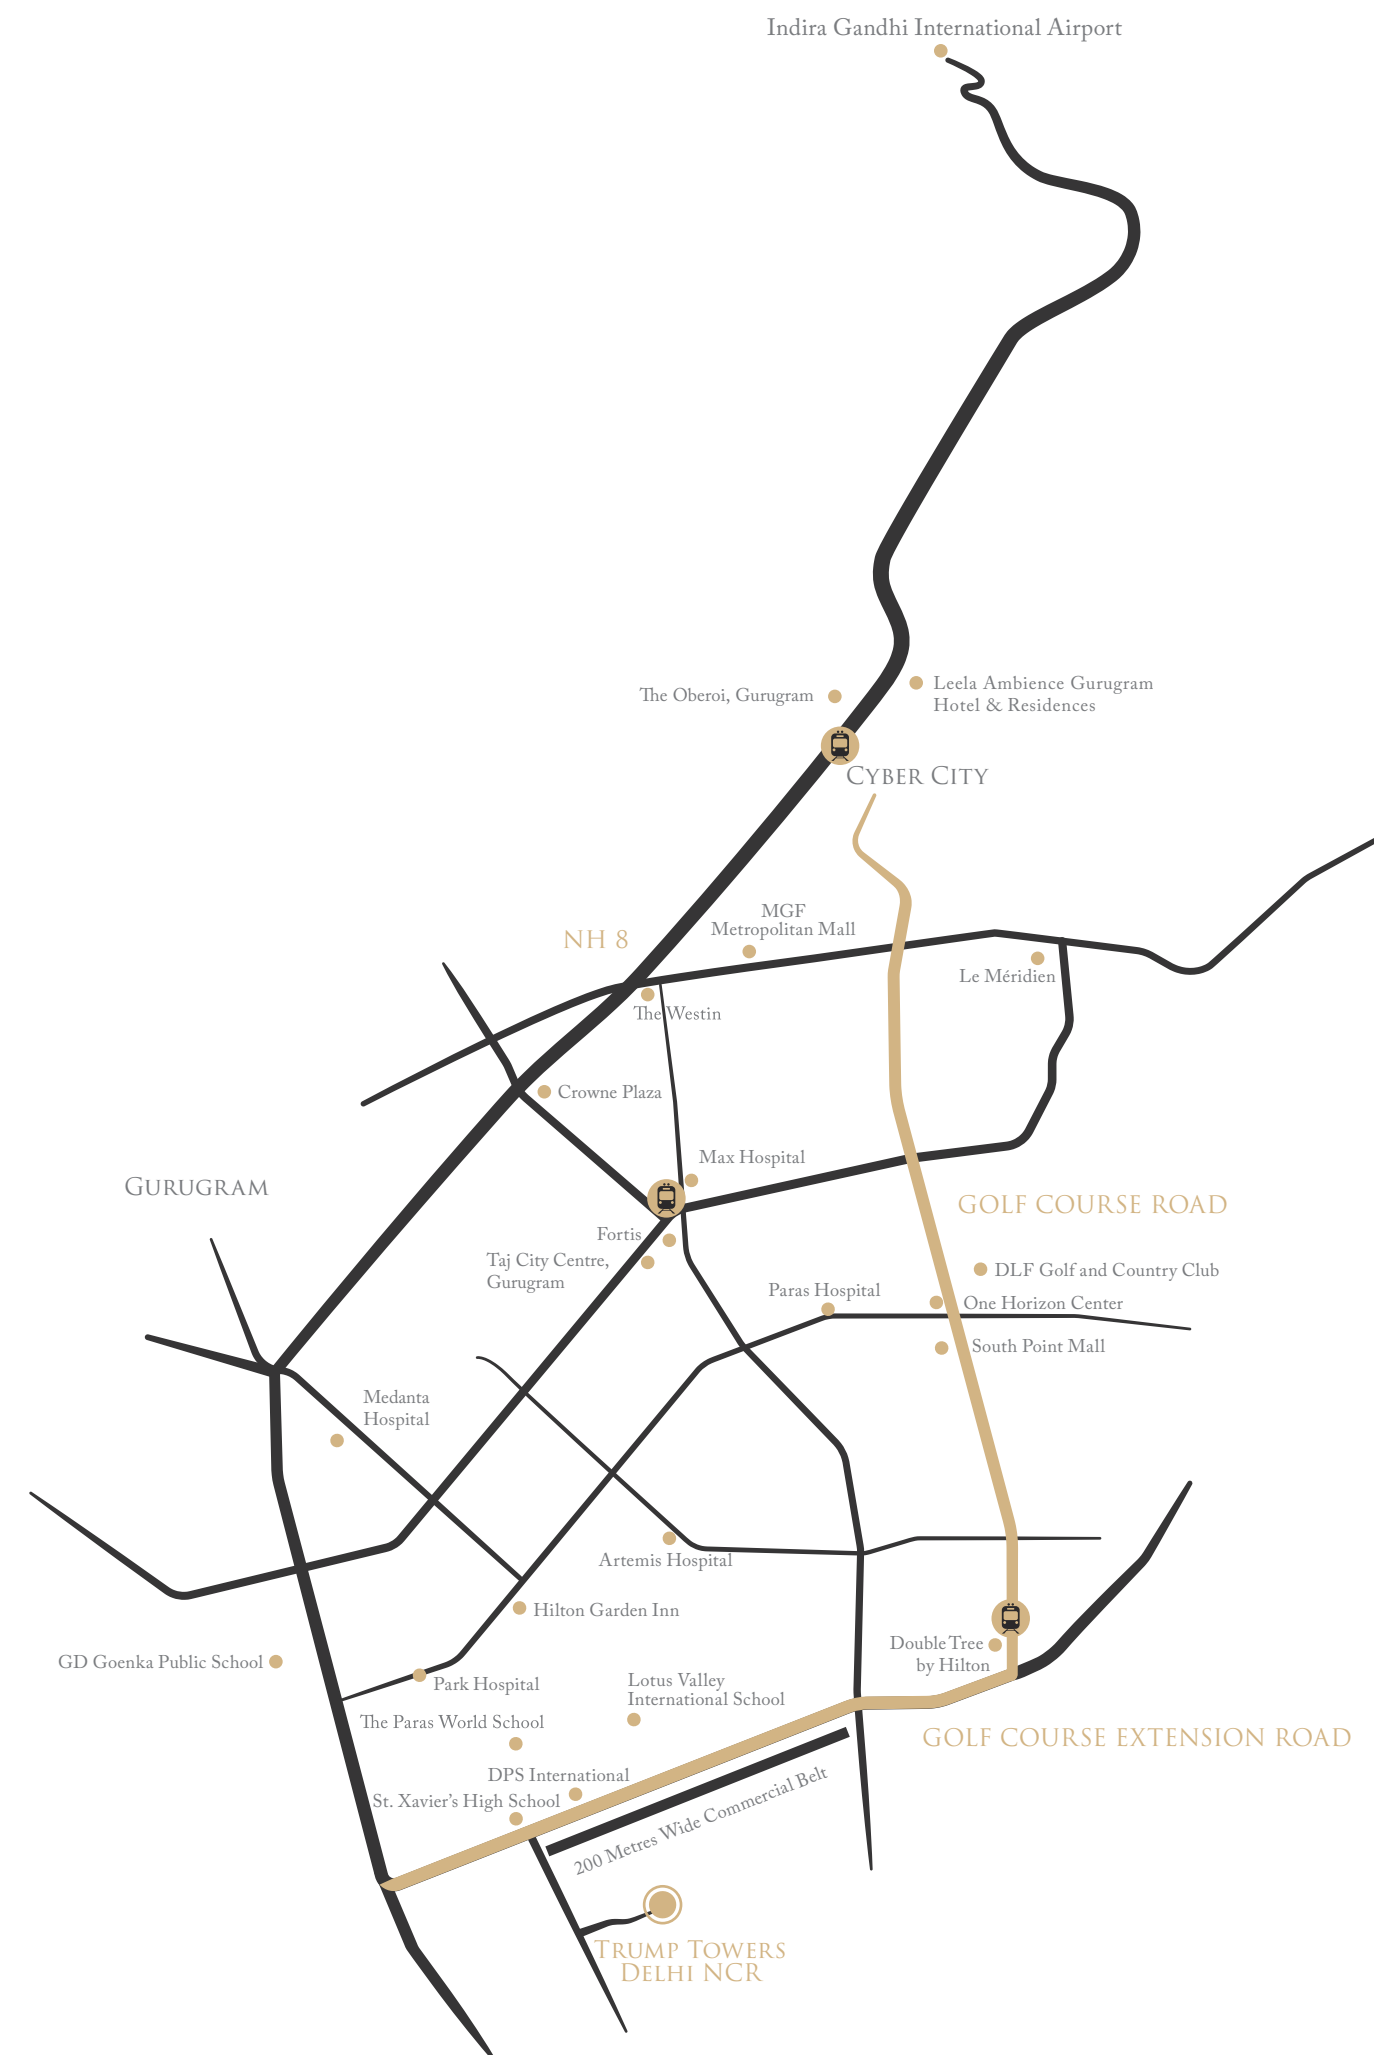 Indira Gandhi International Airport
The Oberoi, Gurugram
Leela Ambience Gurugram
Hotel & Residences
CYBER CITY
MGF
Metropolitan Mall
NH 8
Le Méridien
The Westin
Crowne Plaza
Max Hospital
GURUGRAM
GOLF COURSE ROAD
Fortis
Taj City Centre,
Gurugram
DLF Golf and Country Club
Paras Hospital
One Horizon Center
South Point Mall
Medanta
Hospital
Artemis Hospital
Hilton Garden Inn
Double Tree
by Hilton
GD Goenka Public School
Park Hospital
Lotus Valley
International School
The Paras World School
GOLF COURSE EXTENSION ROAD
DPS International
St. Xavier's High School
200 Metres Wide Commercial Belt
TRUMP TOWERS
DELHI NCR